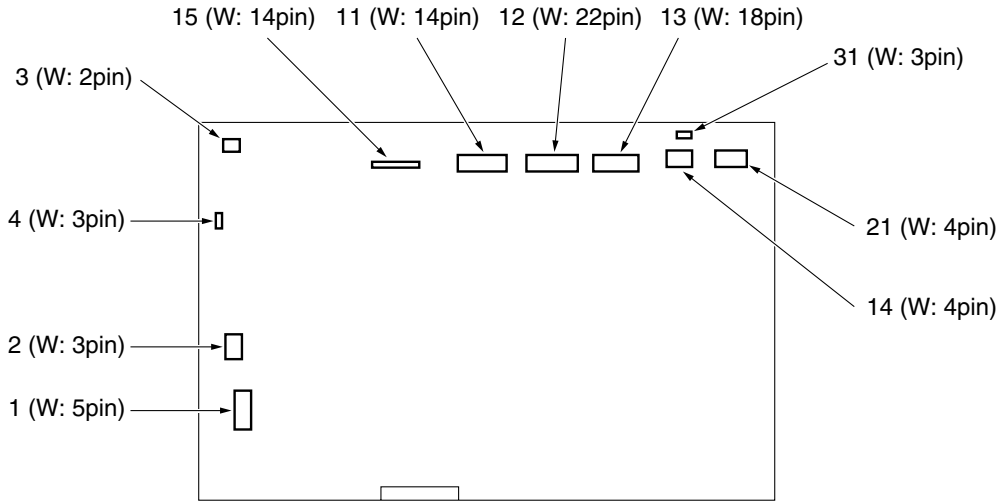 15 (W: 14pin)
11 (W: 14pin)
12 (W: 22pin)
13 (W: 18pin)
31 (W: 3pin)
3 (W: 2pin)
4 (W: 3pin)
21 (W: 4pin)
14 (W: 4pin)
2 (W: 3pin)
1 (W: 5pin)